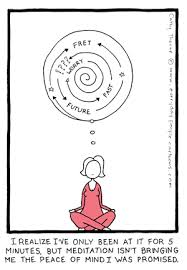 FRET
????
WORRY
PAST
FUTURE
I REALIZE I'VE ONLY BEEN AT IT FOR 5
MINUTES, BUT MEDITATION ISN'T BRINGING
ME THE PEACE OF MIND I WAS PROMISED.